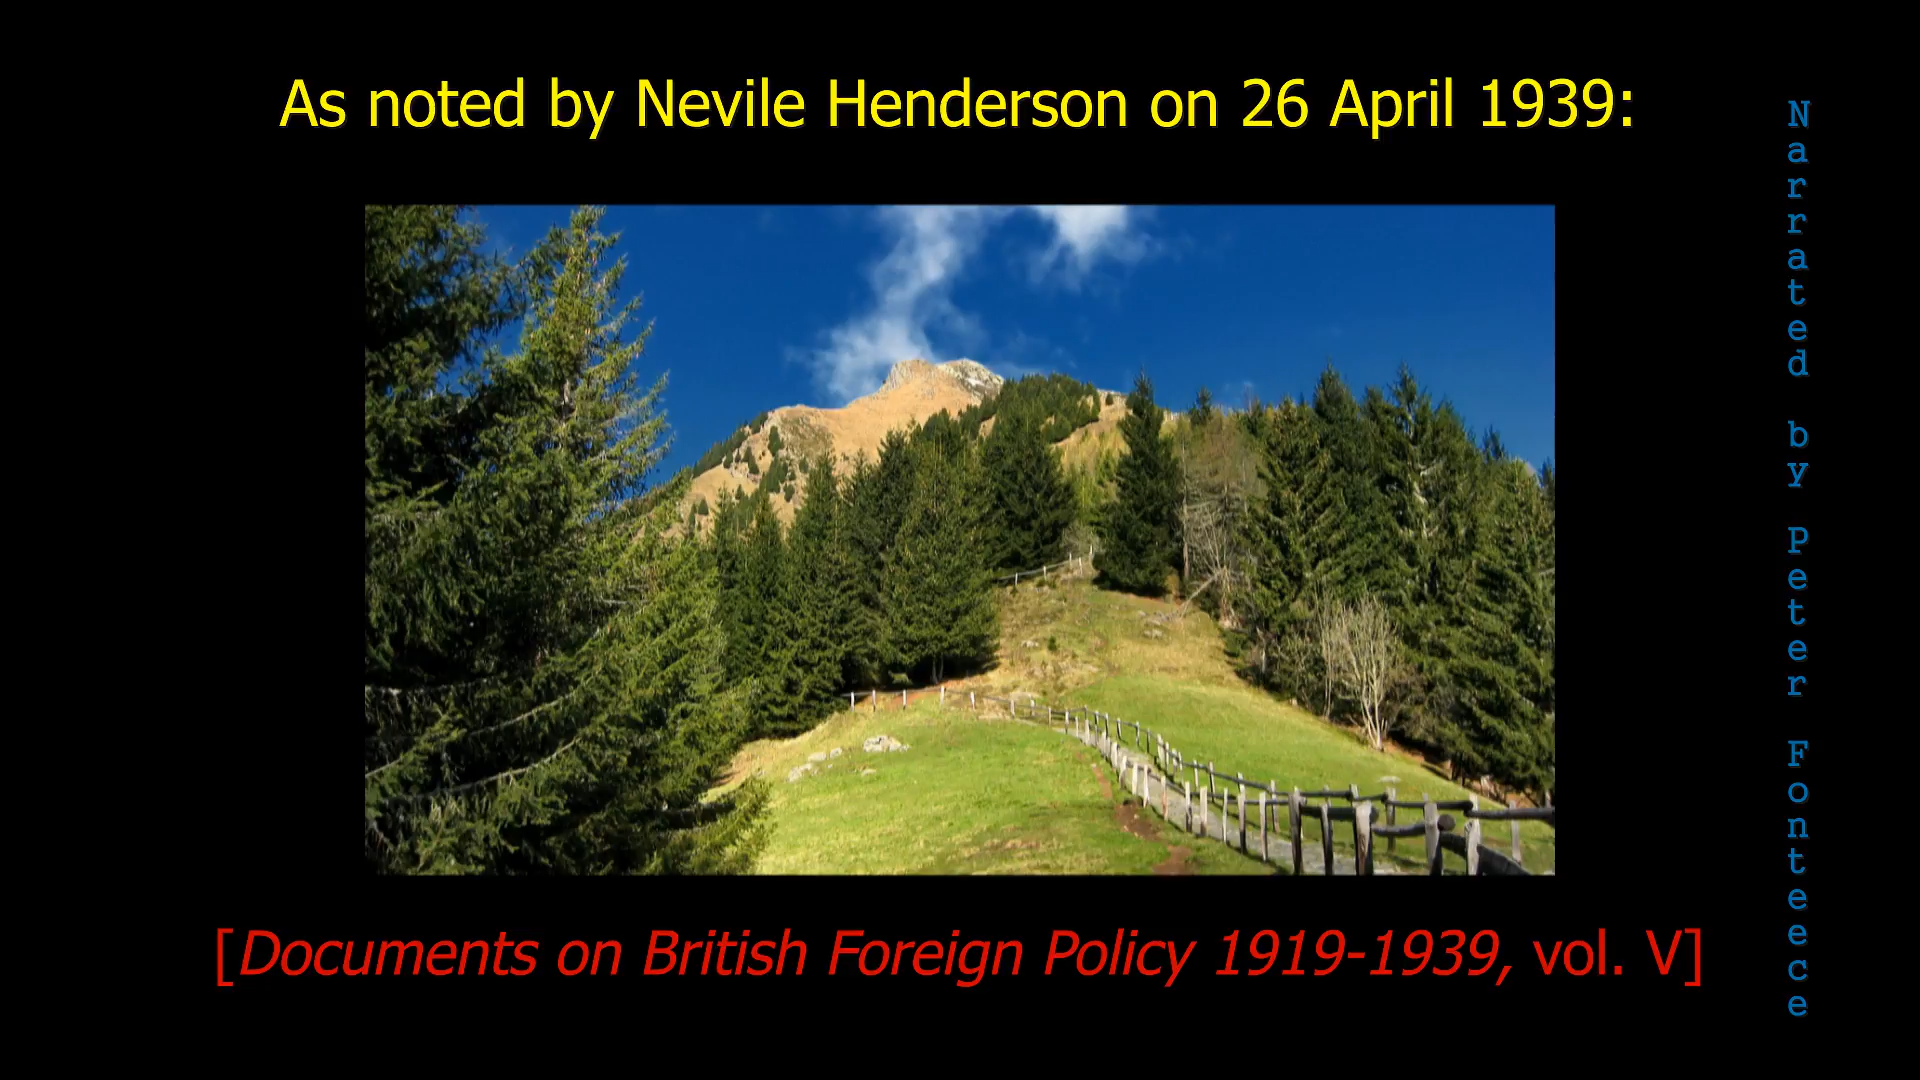 As noted by Nevile Henderson on 26 April 1939:
[Documents on British Foreign Policy 1919-1939, vol. V]
Narrated by peter Fonteece